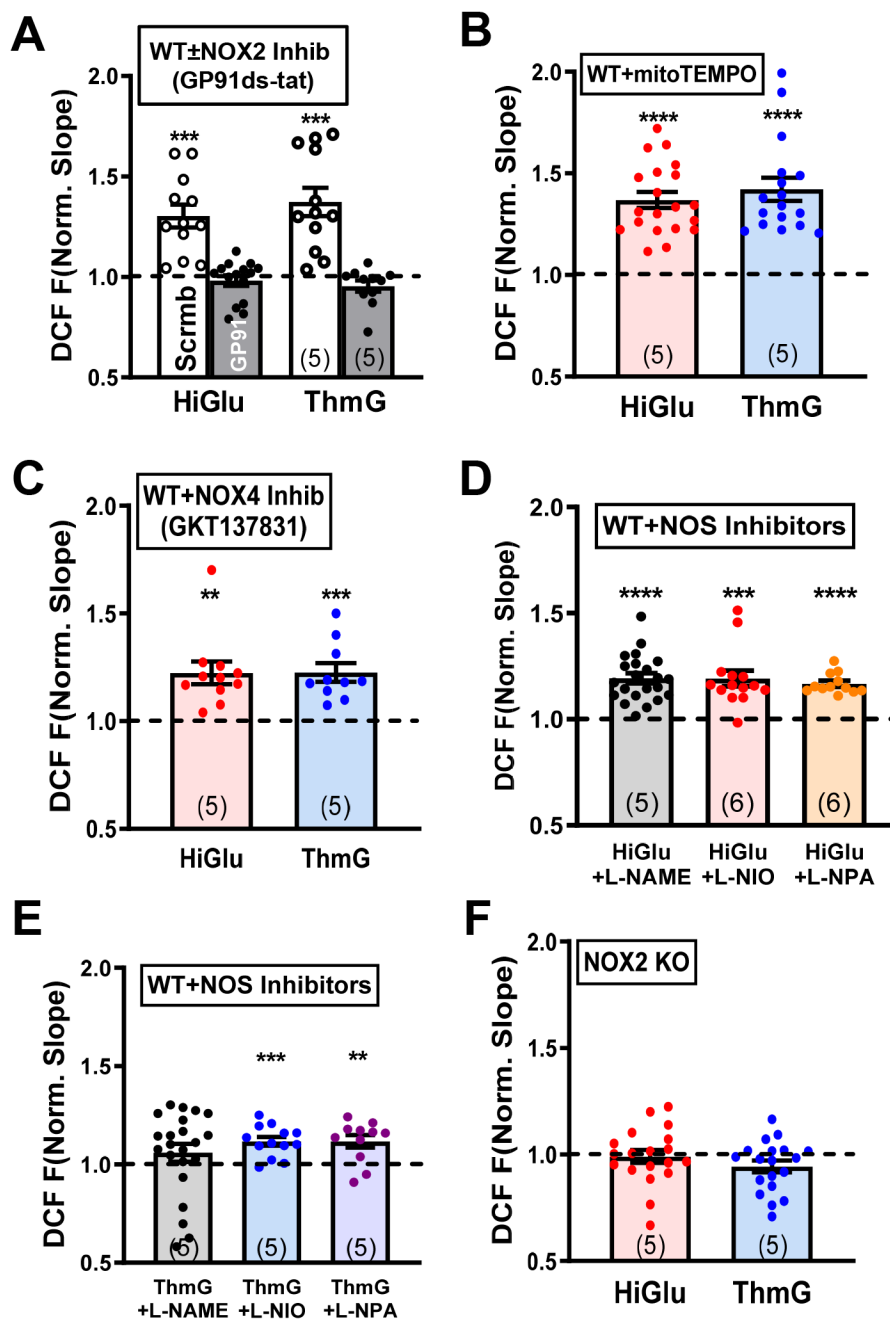 A
WT±NOX2 Inhib
(GP91ds-tat)
DCF F(Norm. Slope)
2.0
1.5
1.0
0.5
***
***
Scrmb
GP91
(5)
(5)
HiGlu
ThmG
B
WT+mitoTEMPO
DCF F(Norm. Slope)
2.0
1.5
1.0
0.5
****
****
(5)
(5)
HiGlu
ThmG
C
WT+NOX4 Inhib
(GKT137831)
DCF F(Norm. Slope)
2.0
1.5
1.0
0.5
**
***
(5)
(5)
HiGlu
ThmG
D
WT+NOS Inhibitors
DCF F(Norm. Slope)
2.0
1.5
1.0
0.5
****
***
****
(5)
(6)
(6)
HiGlu
+L-NAME
HiGlu
+L-NIO
HiGlu
+L-NPA
E
WT+NOS Inhibitors
DCF F(Norm. Slope)
2.0
1.5
1.0
0.5
***
**
(5)
(5)
(5)
ThmG
+L-NAME
ThmG
+L-NIO
ThmG
+L-NPA
F
NOX2 KO
DCF F(Norm. Slope)
2.0
1.5
1.0
0.5
(5)
(5)
HiGlu
ThmG